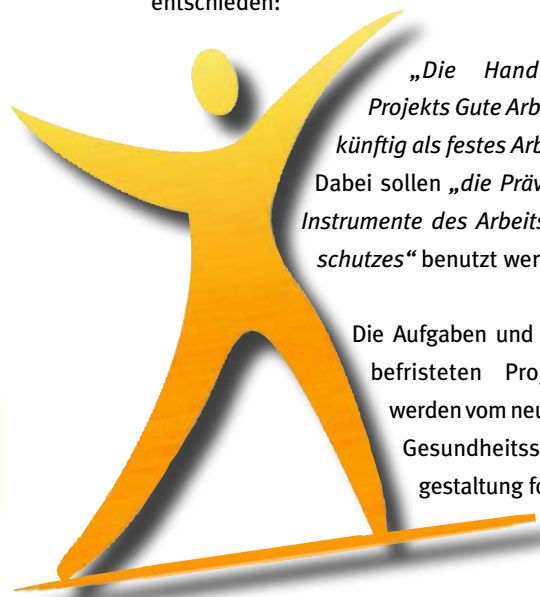 entschieden:
„Die Hand
Projekts Gute Arb
künftig als festes Arb
Dabei sollen „die Präv
Instrumente des Arbeits
schutzes“ benutzt wer
Die Aufgaben und
befristeten Pro
werden vom neu
Gesundheitss
gestaltung fo